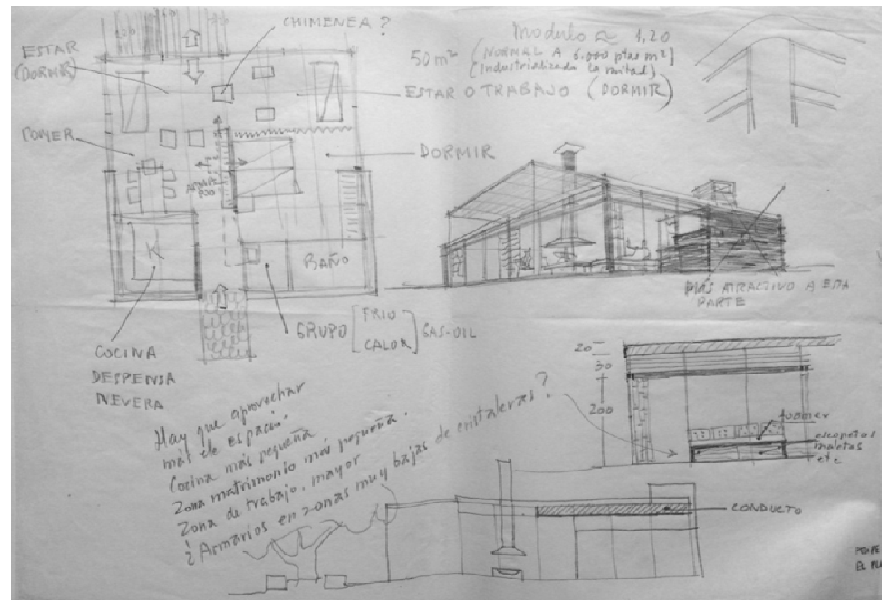 CHIMENEA?
ESTAR
(DORMIR)
COMER
ESTAR O TRABAJO (DORMIR)
DORMIR
BAÑO
K
COCINA
DESPENSA
NEVERA
GRUPO [FRIO
CALOR] GAS-OIL
Modulo ≃ 1,20
50 m² (NORMAL A 6.000 ptas m²)
(Industrializada la mitad)
MÁS ATRACTIVO A ESTA
PARTE
20
30
200
escopetas
maletas
etc
CONDUCTO
Hay que aprovechar
más el espacio.
Cocina más pequeña
Zona matrimonio más pequeña.
Zona de trabajo, mayor
¿Armarios en zonas muy bajas de cristaleras?